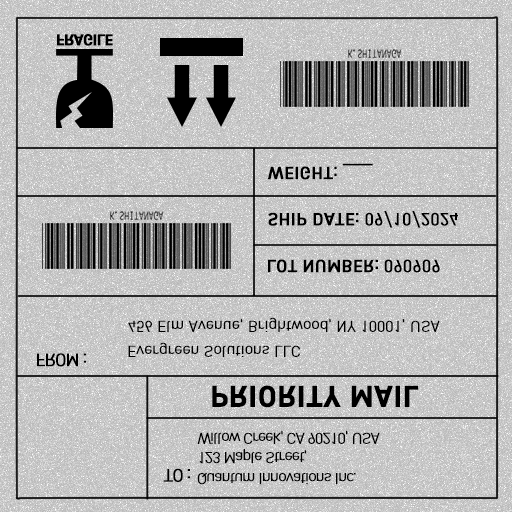 TO: Quantum Innovations Inc.
123 Maple Street,
Willow Creek, CA 90210, USA
PRIORITY MAIL
FROM:
Evergreen Solutions LLC
456 Elm Avenue, Brightwood, NY 10001, USA
LOT NUMBER: 090909
SHIP DATE: 09/10/2024
K.SHITANAGA
WEIGHT: __
K.SHITANAGA
FRAGILE